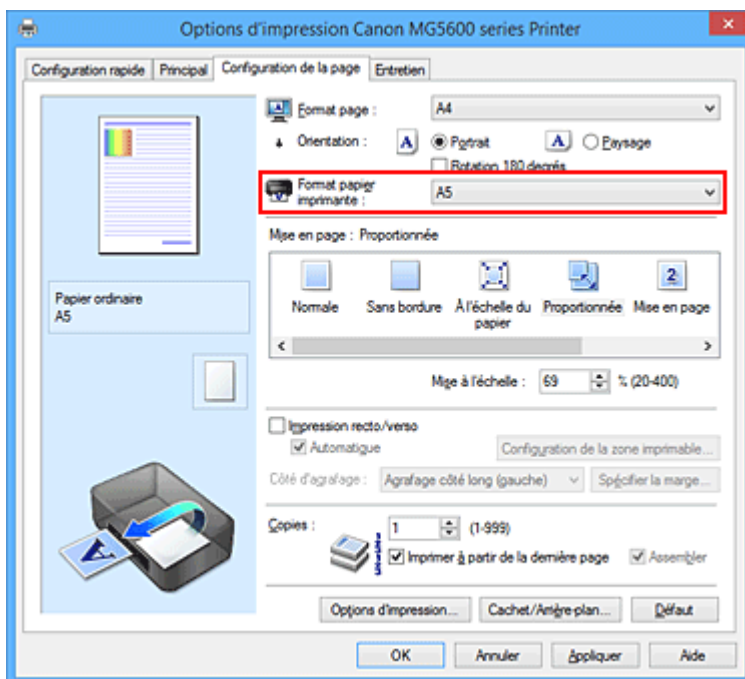 Options d'impression Canon MG5600 series Printer
Configuration rapide
Principal
Configuration de la page
Entretien
Format page :
A4
Orientation :
A
Portrait
A
Paysage
Rotation 180 degrés
Format papier
imprimante :
A5
Mise en page : Proportionnée
2
Normale
Sans bordure
À l'échelle du
papier
Proportionnée
Mise en page
Papier ordinaire
A5
Mise à l'échelle :
69
% (20-400)
Impression recto/verso
Automatique
Configuration de la zone imprimable...
Côté d'agrafage :
Agrafage côté long (gauche)
Spécifier la marge...
Copies :
1
(1-999)
Imprimer à partir de la dernière page
Assembler
A
Options d'impression...
Cachet/Arrière-plan...
Défaut
OK
Annuler
Appliquer
Aide